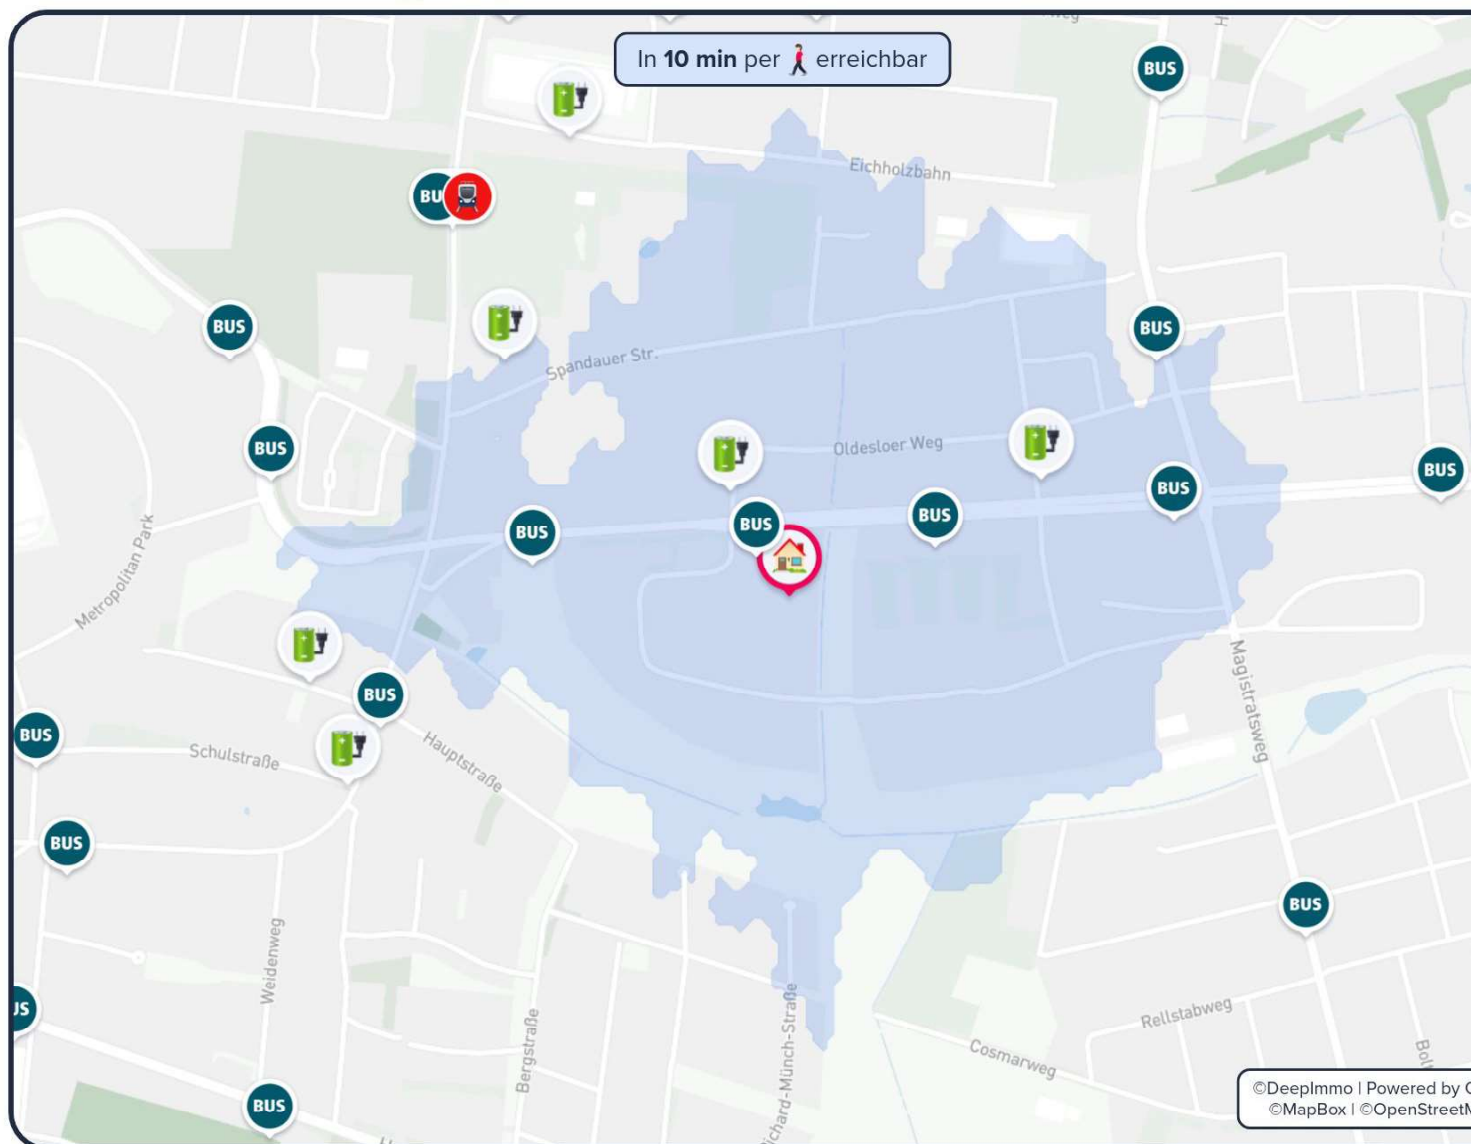 In 10 min per erreichbar
BUS
Eichholzbahn
BU
BUS
BUS
Spandauer Str.
BUS
Oldesloer Weg
BUS
BUS
BUS
BUS
BUS
Metropolitan Park
BUS
Magistratsweg
BUS
Schulstraße
Hauptstraße
BUS
BUS
Weidenweg
Bergstraße
Richard-Münch-Straße
Rellstabweg
Cosmarweg
BUS
©DeepImmo | Powered by
©MapBox | ©OpenStreetM